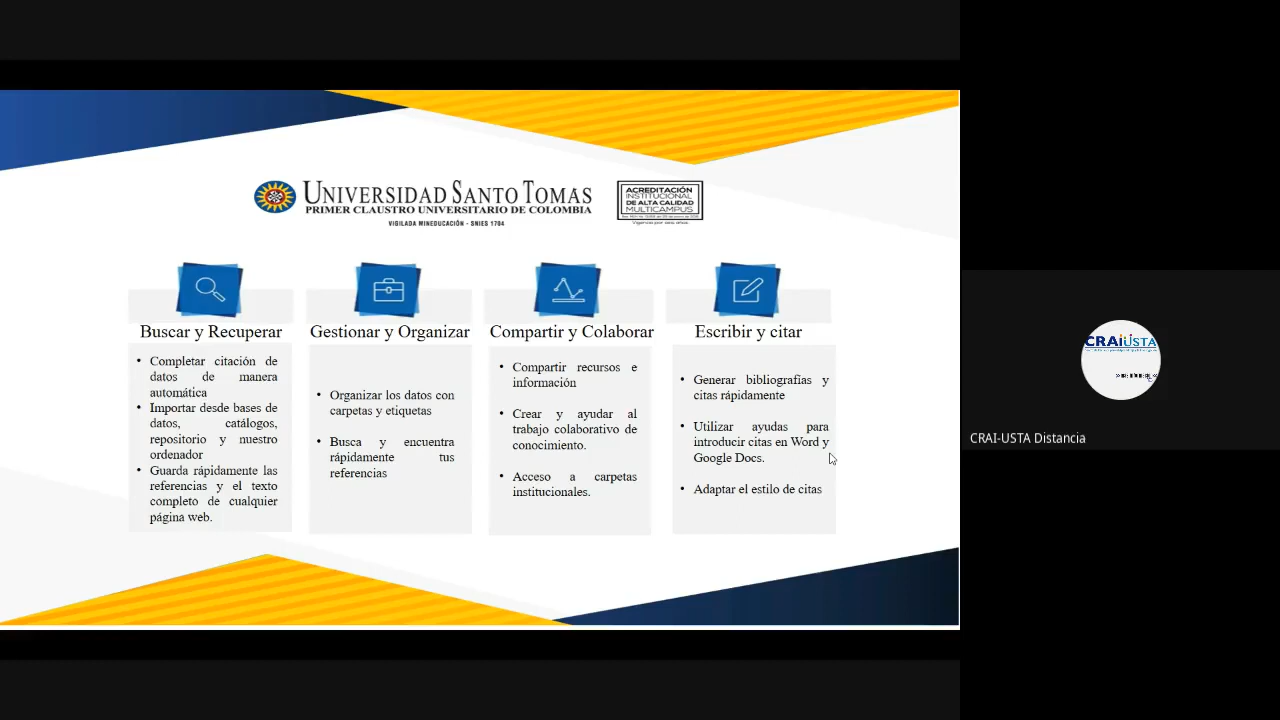 UNIVERSIDAD SANTO TOMAS
PRIMER CLAUSTRO UNIVERSITARIO DE COLOMBIA
VIGILADA MINEDUCACIÓN - SNIES 1704
ACREDITACIÓN
INSTITUCIONAL
DE ALTA CALIDAD
MULTICAMPUS
Buscar y Recuperar
• Completar citación de
datos de manera
automática
• Importar desde bases de
datos, catálogos,
repositorio y nuestro
ordenador
• Guarda rápidamente las
referencias y el texto
completo de cualquier
página web.
Gestionar y Organizar
• Organizar los datos con
carpetas y etiquetas
• Busca y encuentra
rápidamente tus
referencias
Compartir y Colaborar
• Compartir recursos e
información
• Crear y ayudar al
trabajo colaborativo de
conocimiento.
• Acceso a carpetas
institucionales.
Escribir y citar
• Generar bibliografías y
citas rápidamente
• Utilizar ayudas para
introducir citas en Word y
Google Docs.
• Adaptar el estilo de citas
CRAIUSTA
CRAI-USTA Distancia